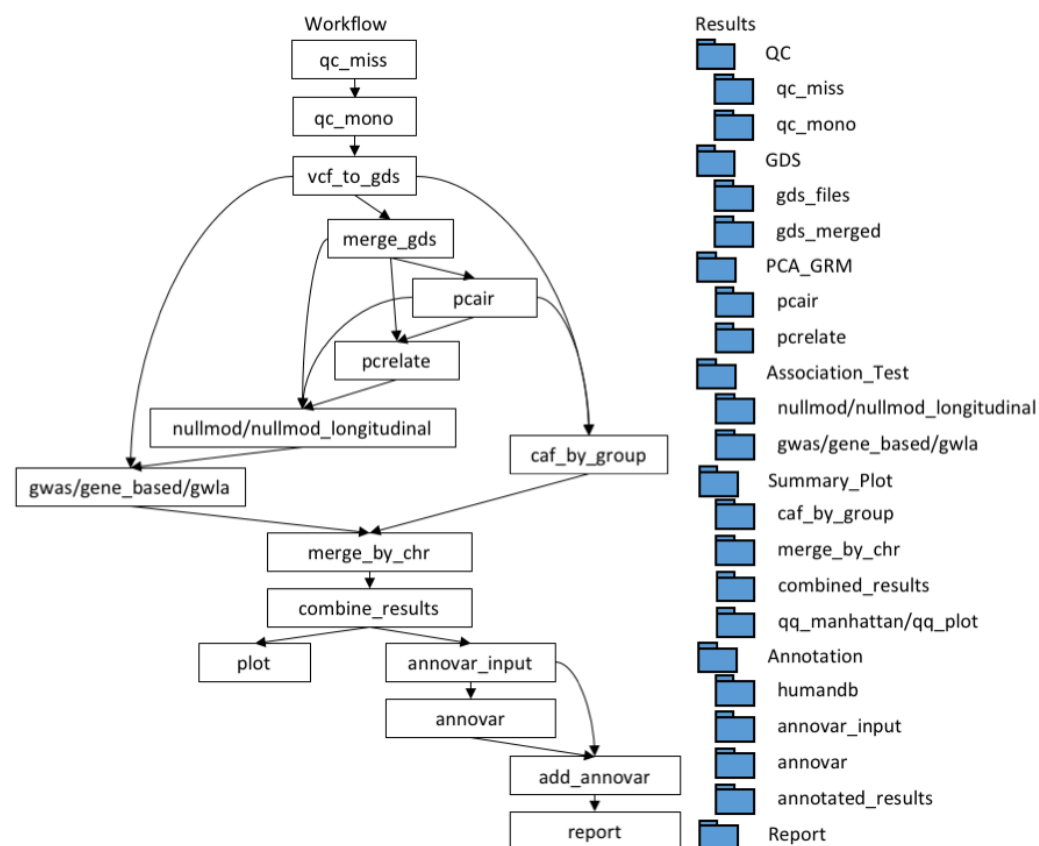 Workflow
qc_miss
qc_mono
vcf_to_gds
merge_gds
pcair
pcrelate
nullmod/nullmod_longitudinal
caf_by_group
gwas/gene_based/gwla
merge_by_chr
combine_results
plot
annovar_input
annovar
add_annovar
report
Results
QC
qc_miss
qc_mono
GDS
gds_files
gds_merged
PCA_GRM
pcair
pcrelate
Association_Test
nullmod/nullmod_longitudinal
gwas/gene_based/gwla
Summary_Plot
caf_by_group
merge_by_chr
combined_results
qq_manhattan/qq_plot
Annotation
humandb
annovar_input
annovar
annotated_results
Report